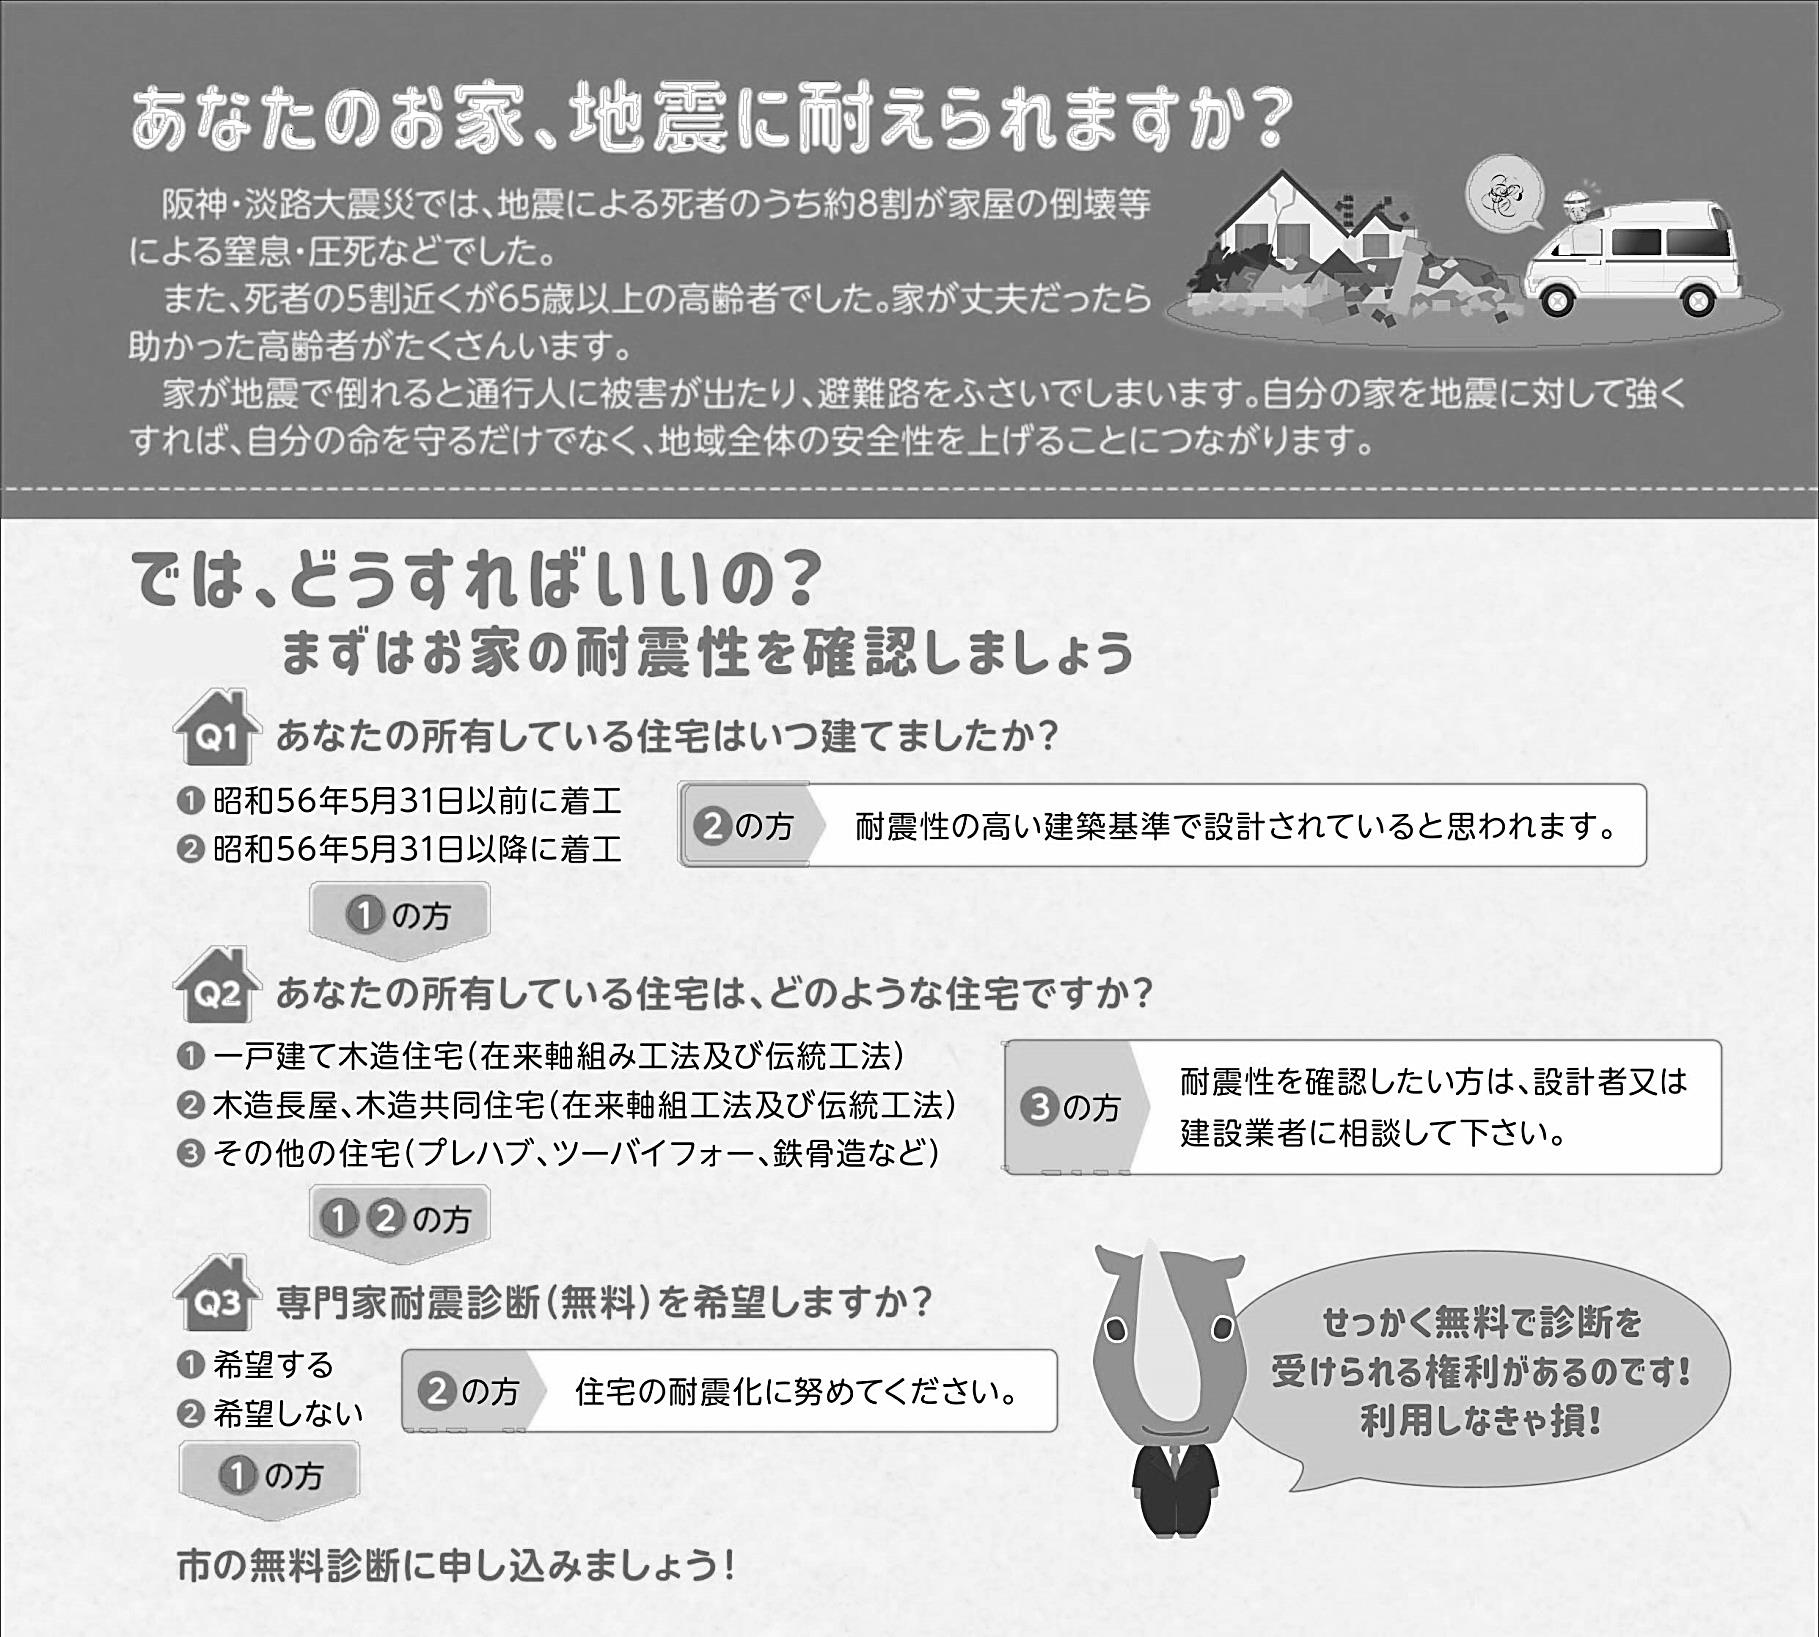 あなたのお家、地震に耐えられますか?
阪神・淡路大震災では、地震による死者のうち約8割が家屋の倒壊等
による窒息・圧死などでした。
また、死者の5割近くが65歳以上の高齢者でした。家が丈夫だったら
助かった高齢者がたくさんいます。
家が地震で倒れると通行人に被害が出たり、避難路をふさいでしまいます。自分の家を地震に対して強く
すれば、自分の命を守るだけでなく、地域全体の安全性を上げることにつながります。
では、どうすればいいの?
まずはお家の耐震性を確認しましょう
Q1 あなたの所有している住宅はいつ建てましたか?
❶昭和56年5月31日以前に着工
❷昭和56年5月31日以降に着工
❷の方 耐震性の高い建築基準で設計されていると思われます。
❶の方
Q2 あなたの所有している住宅は、どのような住宅ですか?
❶一戸建て木造住宅(在来軸組み工法及び伝統工法)
❷木造長屋、木造共同住宅(在来軸組工法及び伝統工法)
❸その他の住宅(プレハブ、ツーバイフォー、鉄骨造など)
❸の方 耐震性を確認したい方は、設計者又は
建設業者に相談して下さい。
❶❷の方
Q3 専門家耐震診断(無料)を希望しますか?
❶希望する
❷希望しない
❷の方 住宅の耐震化に努めてください。
❶の方
市の無料診断に申し込みましょう!
せっかく無料で診断を
受けられる権利があるのです!
利用しなきゃ損!